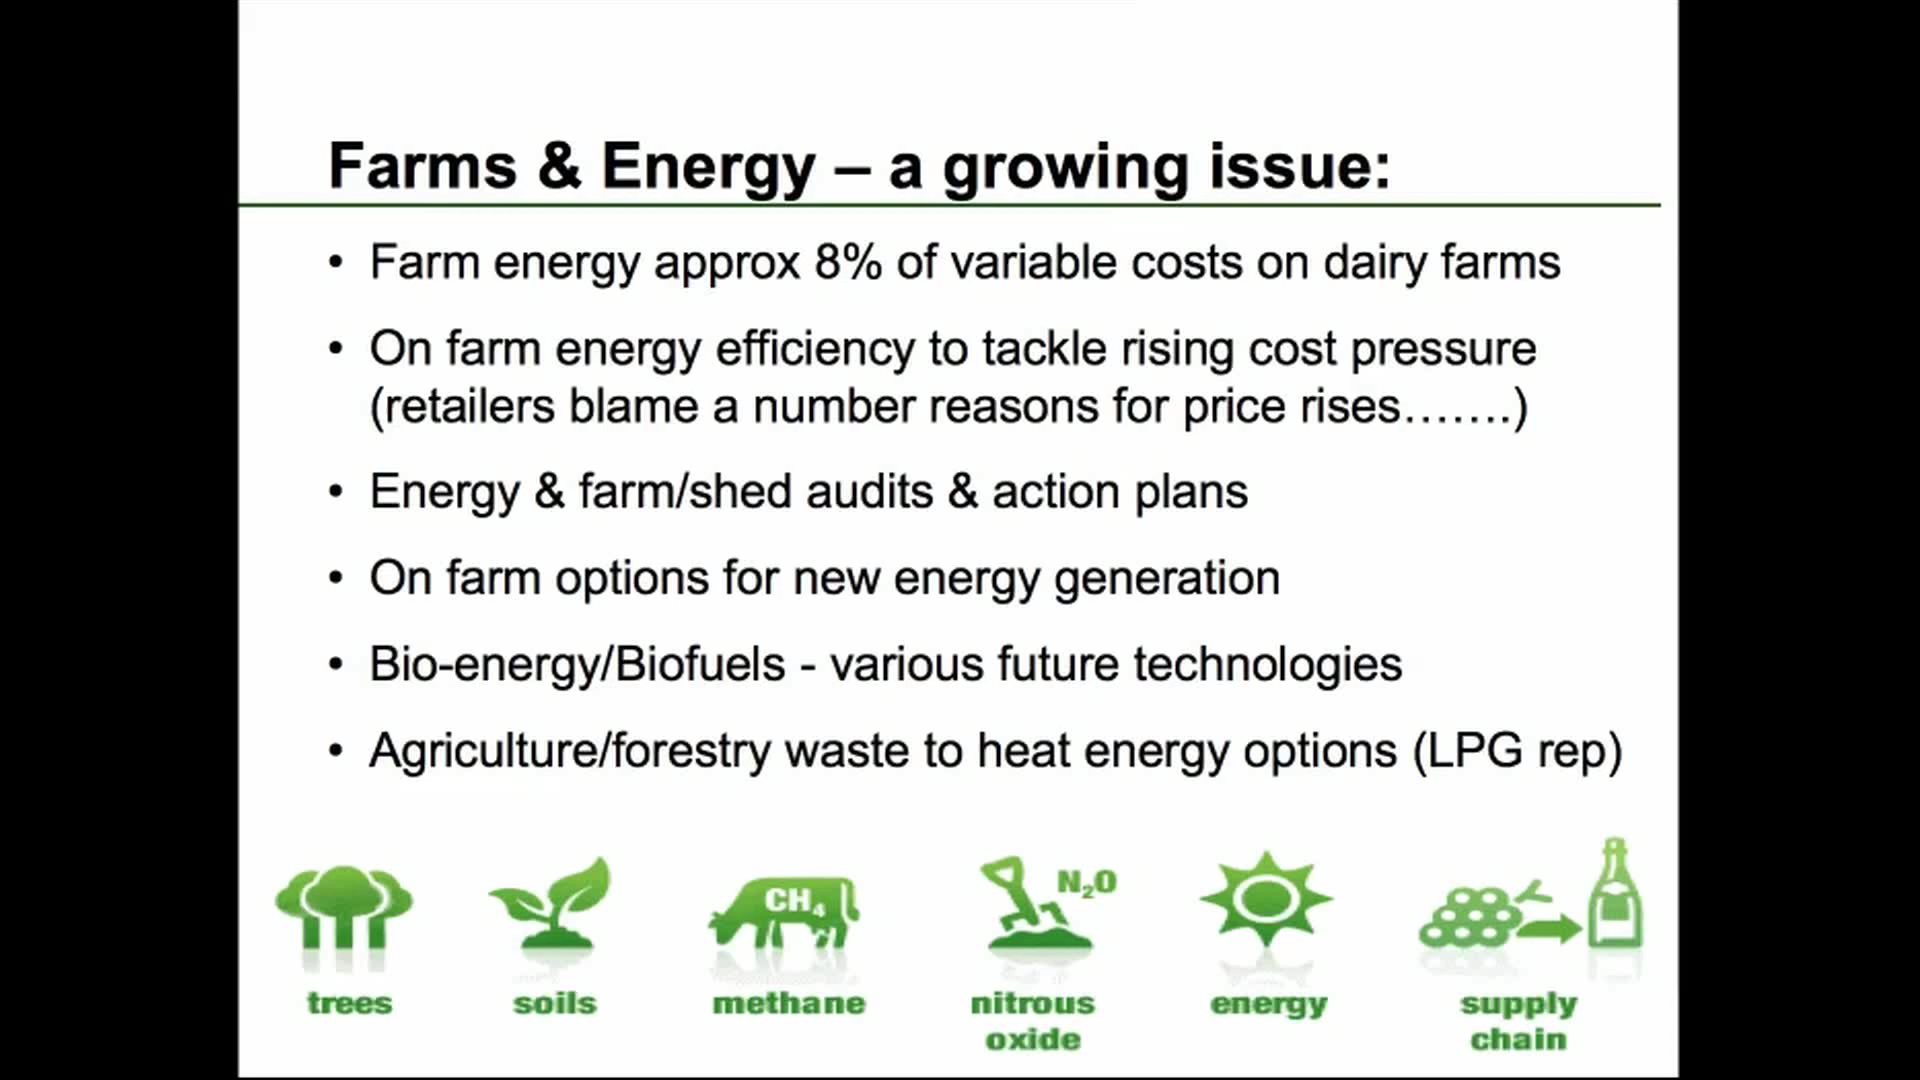 Farms & Energy – a growing issue:
• Farm energy approx 8% of variable costs on dairy farms
• On farm energy efficiency to tackle rising cost pressure
(retailers blame a number reasons for price rises…….)
• Energy & farm/shed audits & action plans
• On farm options for new energy generation
• Bio-energy/Biofuels - various future technologies
• Agriculture/forestry waste to heat energy options (LPG rep)
CH₄
N₂O
trees
soils
methane
nitrous
oxide
energy
supply
chain